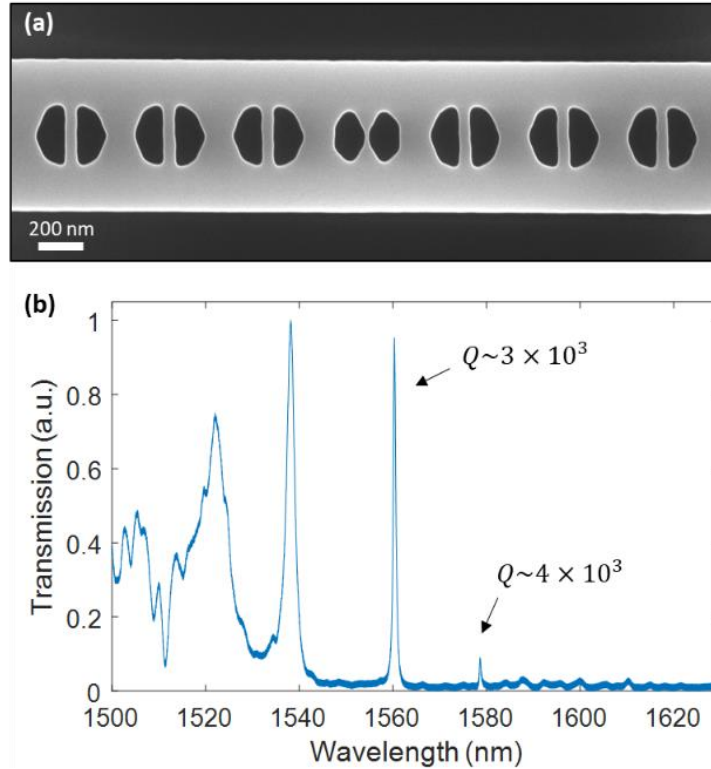 (a)
200 nm
(b)
1
0.8
0.6
0.4
0.2
0
Transmission (a.u.)
Q~3 × 10³
Q~4 × 10³
1500 1520 1540 1560 1580 1600 1620
Wavelength (nm)